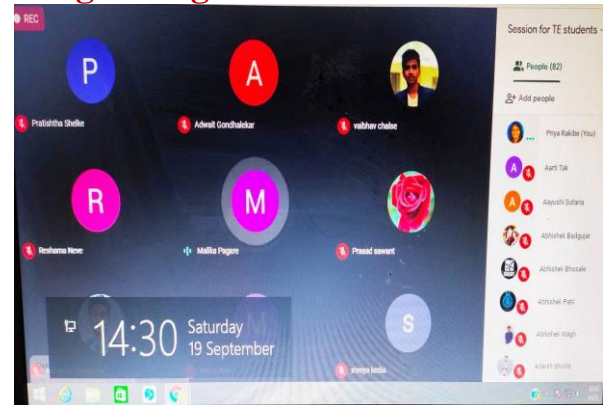 REC
Session for TE students -
People (82)
Add people
P
A
Pratishtha Shelke
Adwait Gondhalekar
vaibhav chalse
R
M
Reshama Neve
Mallika Pagare
Prasad sawant
S
shreya kedia
14:30
Saturday
19 September
Priya Rakibe (You)
A
Aarti Tak
A
Aayushi Sutaria
Abhishek Badgujar
Abhishek Bhosale
Abhishek Patil
Abhishek Wagh